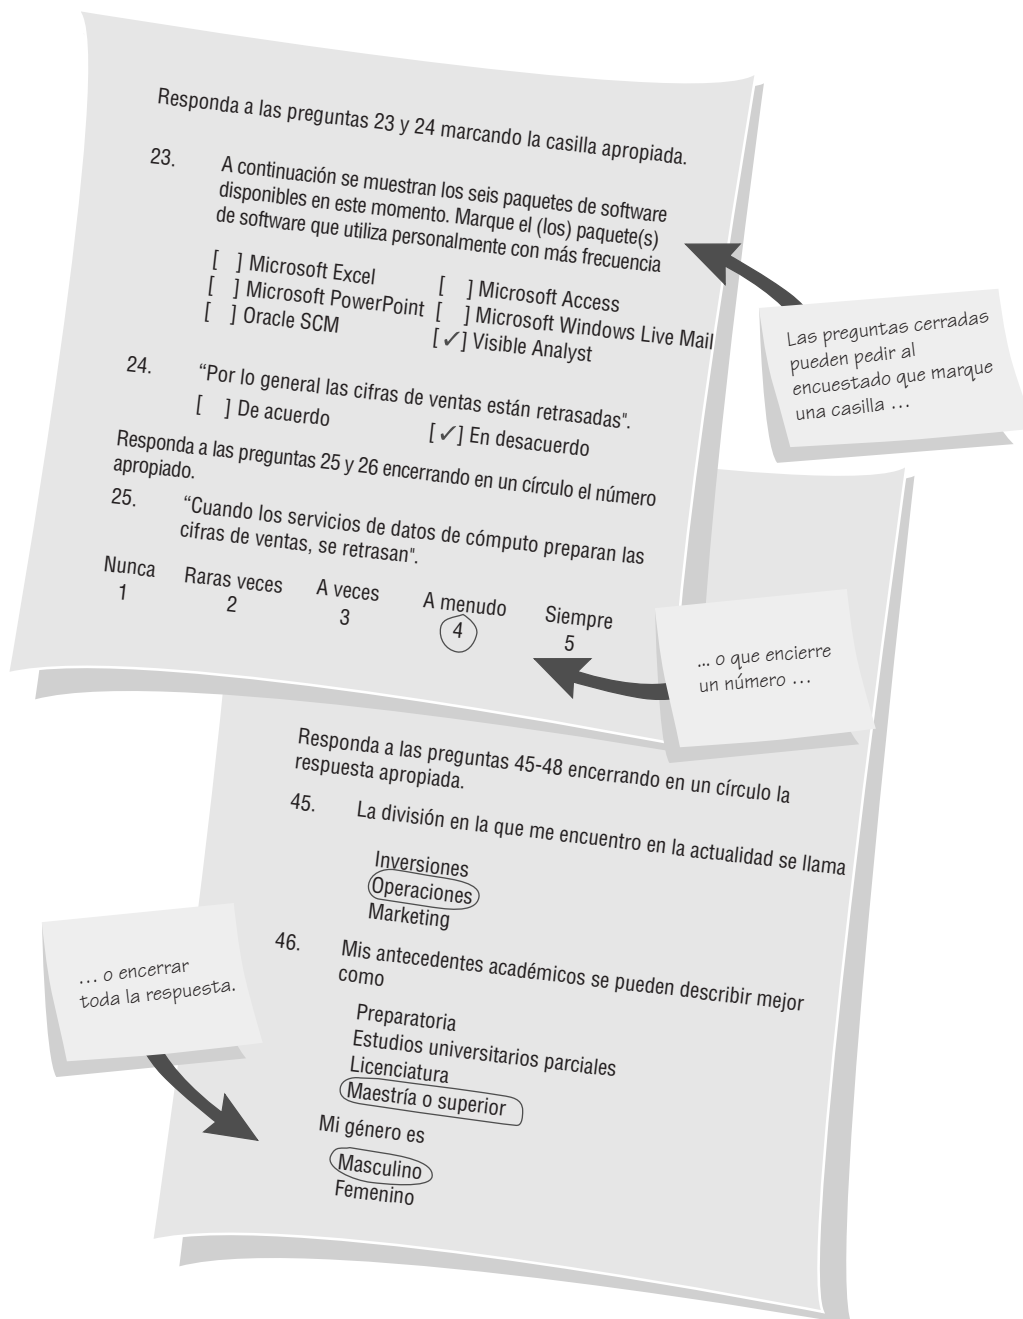 Responda a las preguntas 23 y 24 marcando la casilla apropiada.
23. A continuación se muestran los seis paquetes de software
disponibles en este momento. Marque el (los) paquete(s)
de software que utiliza personalmente con más frecuencia
[ ] Microsoft Excel [ ] Microsoft Access
[ ] Microsoft PowerPoint [ ] Microsoft Windows Live Mail
[ ] Oracle SCM [✓] Visible Analyst
Las preguntas cerradas
pueden pedir al
encuestado que marque
una casilla …
24. “Por lo general las cifras de ventas están retrasadas".
[ ] De acuerdo [✓] En desacuerdo
Responda a las preguntas 25 y 26 encerrando en un círculo el número
apropiado.
25. “Cuando los servicios de datos de cómputo preparan las
cifras de ventas, se retrasan".
Nunca Raras veces A veces A menudo Siempre
1 2 3 4 5
... o que encierre
un número …
Responda a las preguntas 45-48 encerrando en un círculo la
respuesta apropiada.
45. La división en la que me encuentro en la actualidad se llama
Inversiones
Operaciones
Marketing
46. Mis antecedentes académicos se pueden describir mejor
como
Preparatoria
Estudios universitarios parciales
Licenciatura
Maestría o superior
… o encerrar
toda la respuesta.
Mi género es
Masculino
Femenino